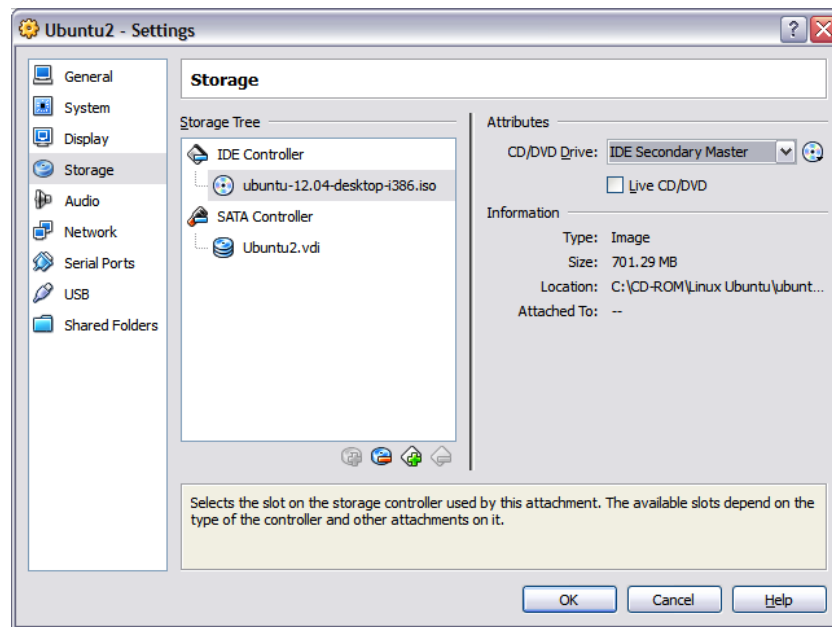 Ubuntu2 - Settings
?
General
System
Display
Storage
Audio
Network
Serial Ports
USB
Shared Folders
Storage
Storage Tree
IDE Controller
ubuntu-12.04-desktop-i386.iso
SATA Controller
Ubuntu2.vdi
Attributes
CD/DVD Drive: IDE Secondary Master
Live CD/DVD
Information
Type: Image
Size: 701.29 MB
Location: C:\CD-ROM\Linux Ubuntu\ubunt...
Attached To: --
Selects the slot on the storage controller used by this attachment. The available slots depend on the
type of the controller and other attachments on it.
OK Cancel Help